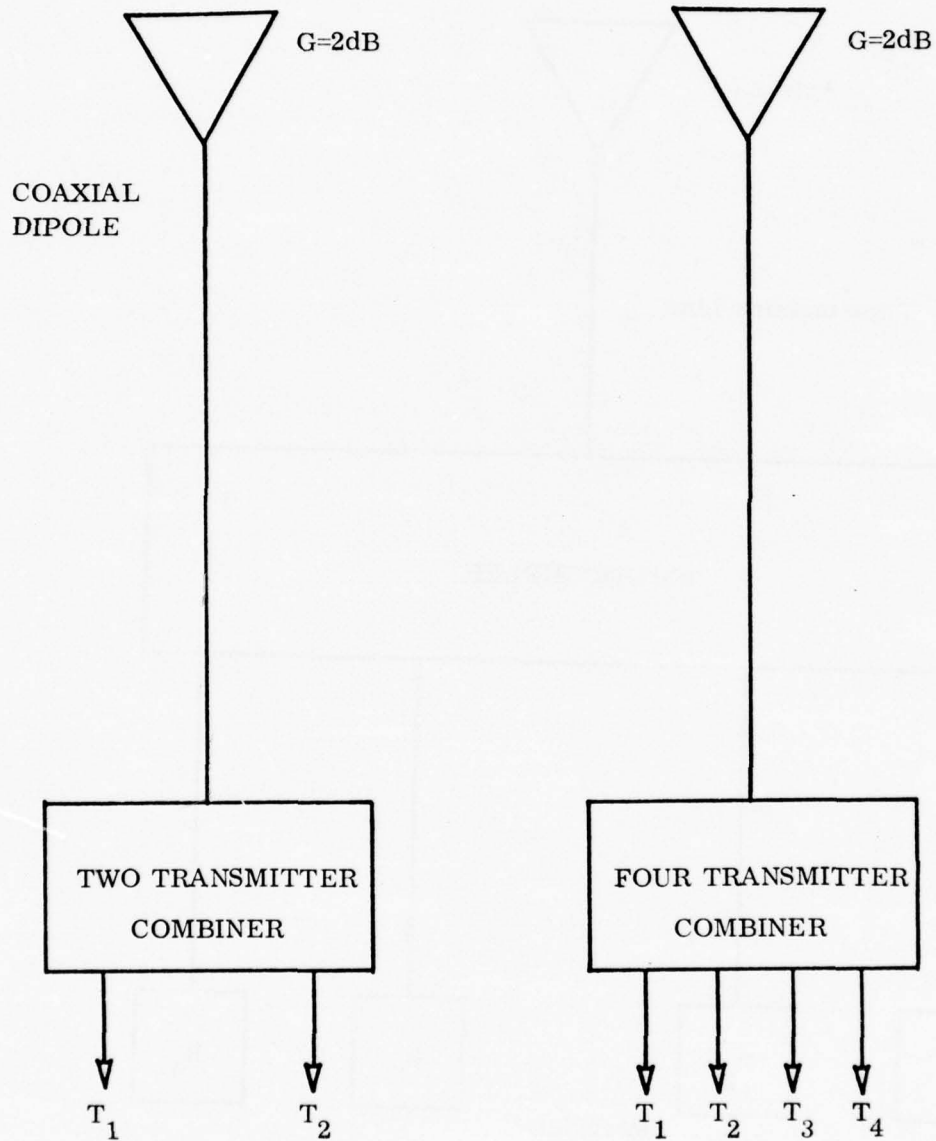 G=2dB
G=2dB
COAXIAL
DIPOLE
TWO TRANSMITTER
COMBINER
FOUR TRANSMITTER
COMBINER
T1
T2
T1
T2
T3
T4